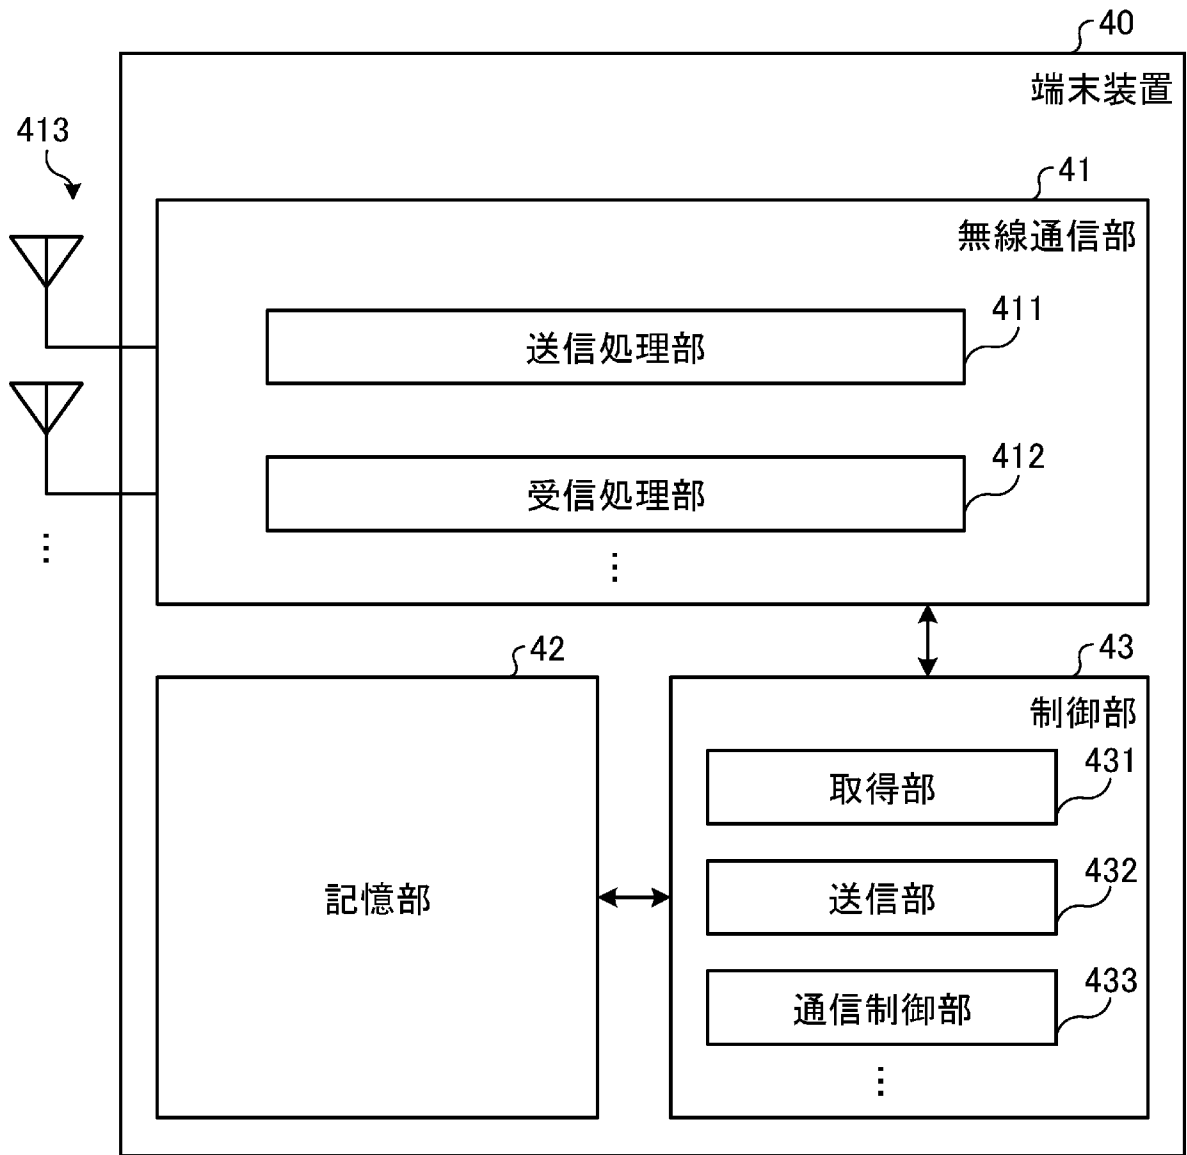 40
端末装置
413
41
無線通信部
411
送信処理部
412
受信処理部
⋮
⋮
42
記憶部
43
制御部
431
取得部
432
送信部
433
通信制御部
⋮